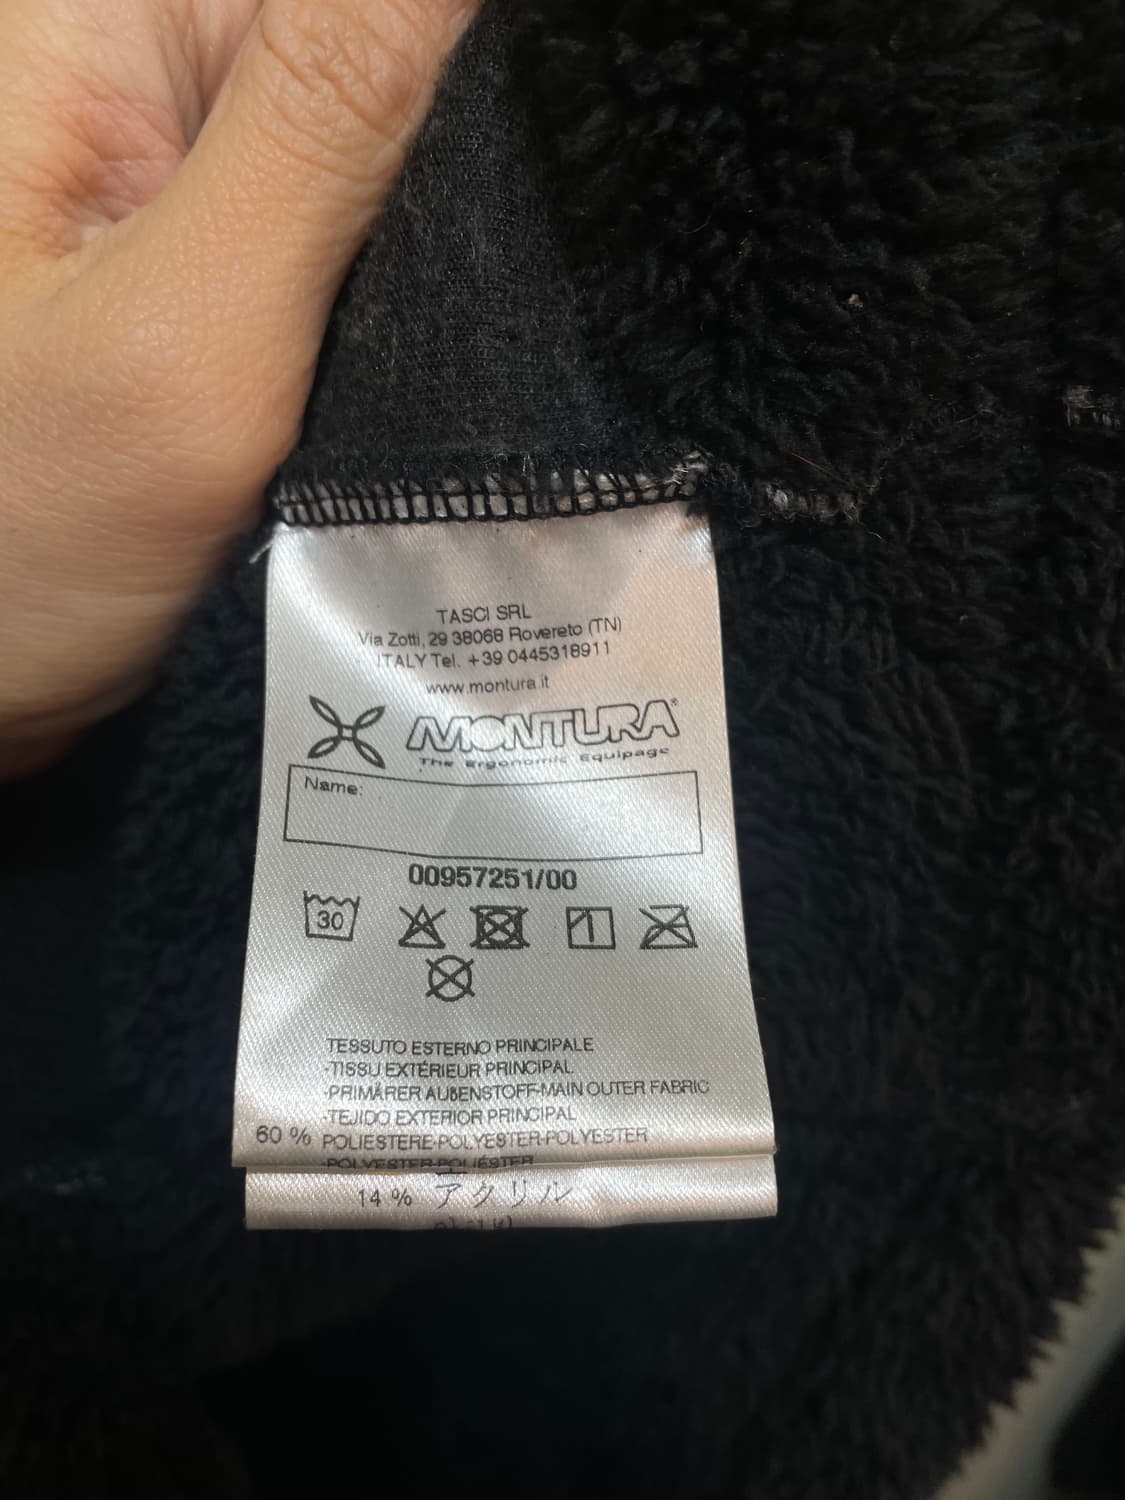 TASCI SRL
Via Zotti, 29 38068 Rovereto (TN)
ITALY Tel. +39 0445318911
www.montura.it
MONTURA®
The Ergonomic Equipage
Name:
00957251/00
30
TESSUTO ESTERNO PRINCIPALE
-TISSU EXTÉRIEUR PRINCIPAL
-PRIMÄRER AUßENSTOFF-MAIN OUTER FABRIC
-TEJIDO EXTERIOR PRINCIPAL
60 % POLIESTERE-POLYESTER-POLYESTER
-POLYESTER-POLIÉSTER
14 % アクリル